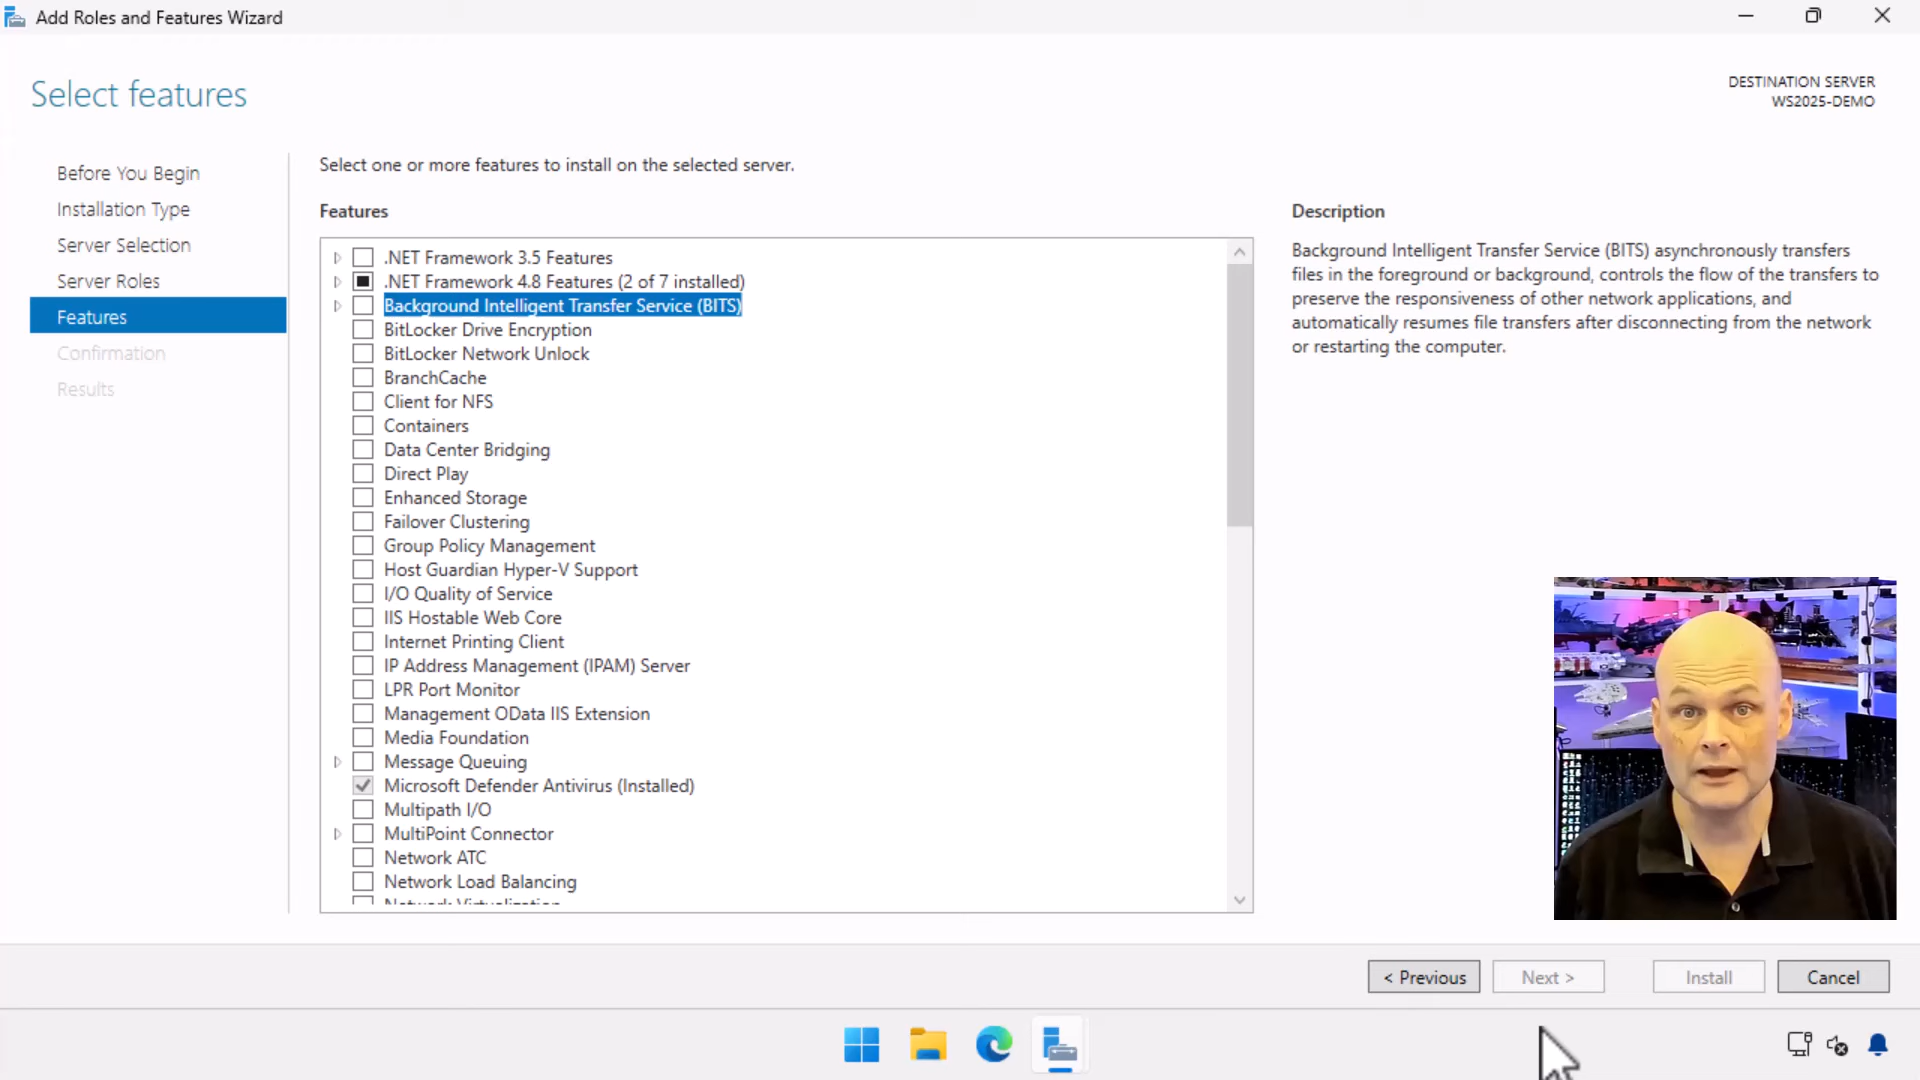 Add Roles and Features Wizard
Select features
DESTINATION SERVER
WS2025-DEMO
Before You Begin
Installation Type
Server Selection
Server Roles
Features
Confirmation
Results
Select one or more features to install on the selected server.
Features
.NET Framework 3.5 Features
.NET Framework 4.8 Features (2 of 7 installed)
Background Intelligent Transfer Service (BITS)
BitLocker Drive Encryption
BitLocker Network Unlock
BranchCache
Client for NFS
Containers
Data Center Bridging
Direct Play
Enhanced Storage
Failover Clustering
Group Policy Management
Host Guardian Hyper-V Support
I/O Quality of Service
IIS Hostable Web Core
Internet Printing Client
IP Address Management (IPAM) Server
LPR Port Monitor
Management OData IIS Extension
Media Foundation
Message Queuing
Microsoft Defender Antivirus (Installed)
Multipath I/O
MultiPoint Connector
Network ATC
Network Load Balancing
Network Virtualization
Description
Background Intelligent Transfer Service (BITS) asynchronously transfers
files in the foreground or background, controls the flow of the transfers to
preserve the responsiveness of other network applications, and
automatically resumes file transfers after disconnecting from the network
or restarting the computer.
< Previous
Next >
Install
Cancel